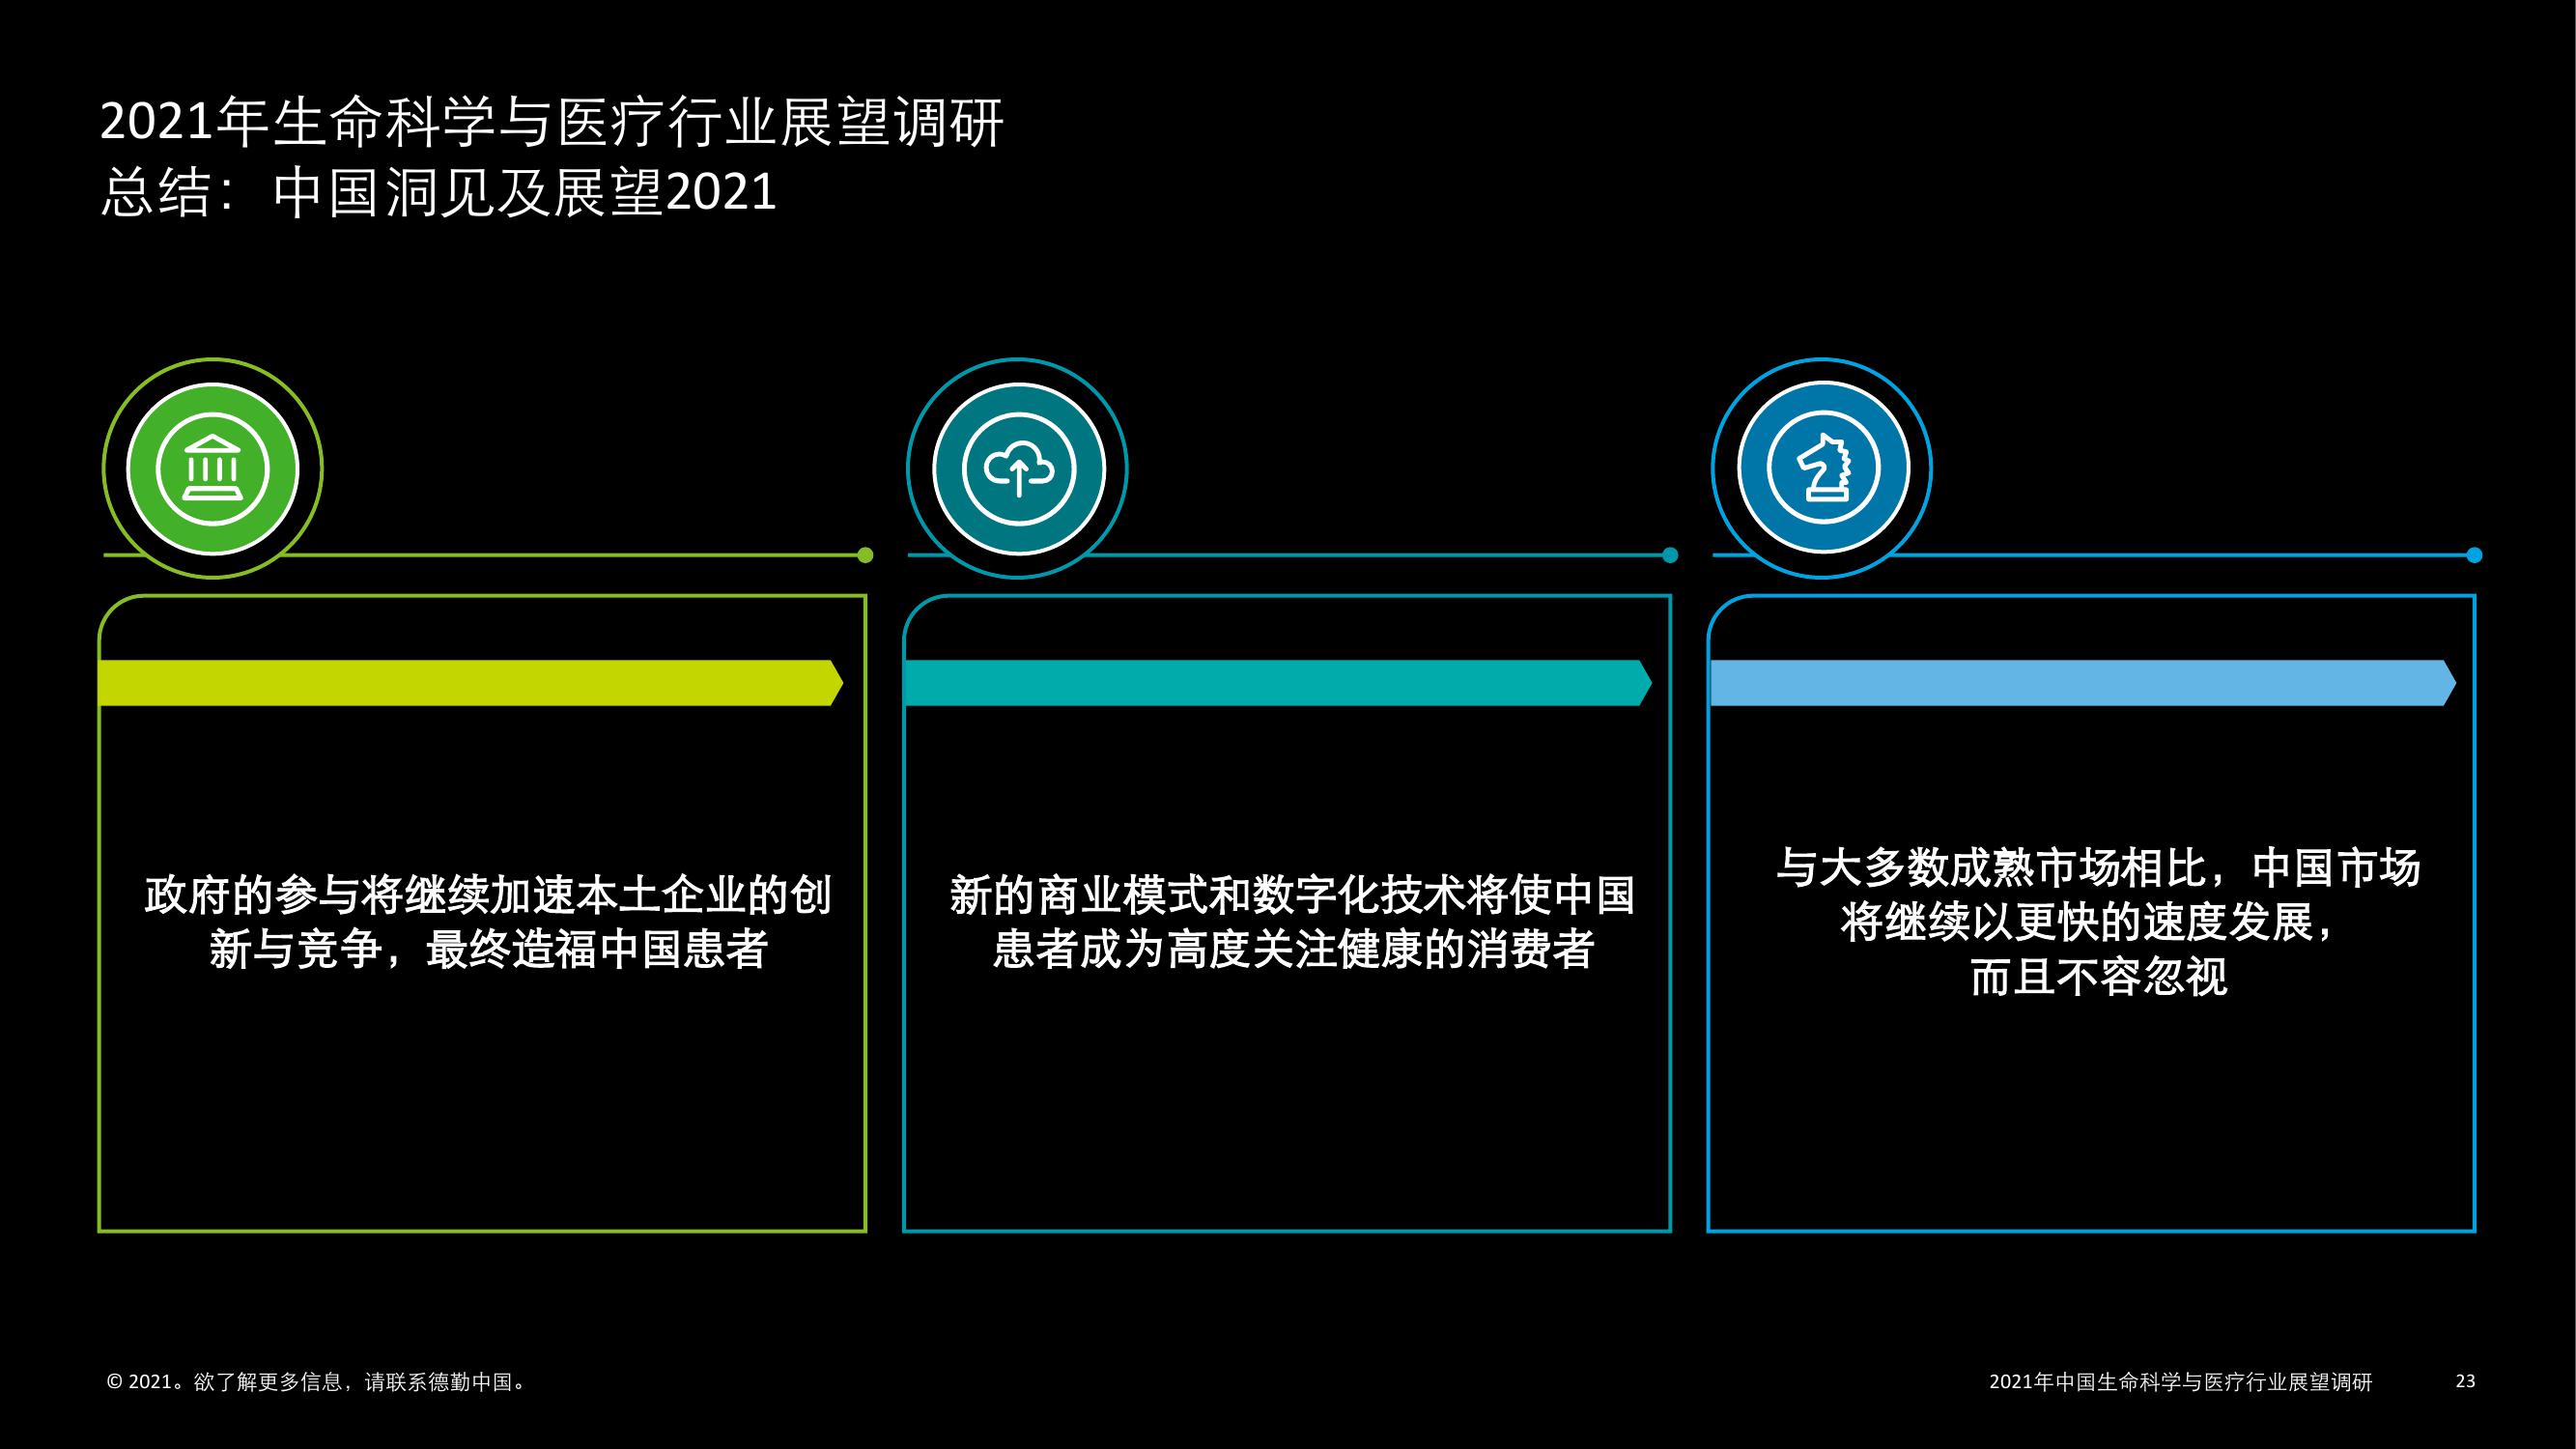 2021年生命科学与医疗行业展望调研
总结：中国洞见及展望2021
政府的参与将继续加速本土企业的创
新与竞争，最终造福中国患者
新的商业模式和数字化技术将使中国
患者成为高度关注健康的消费者
与大多数成熟市场相比，中国市场
将继续以更快的速度发展，
而且不容忽视
© 2021。欲了解更多信息，请联系德勤中国。
2021年中国生命科学与医疗行业展望调研
23